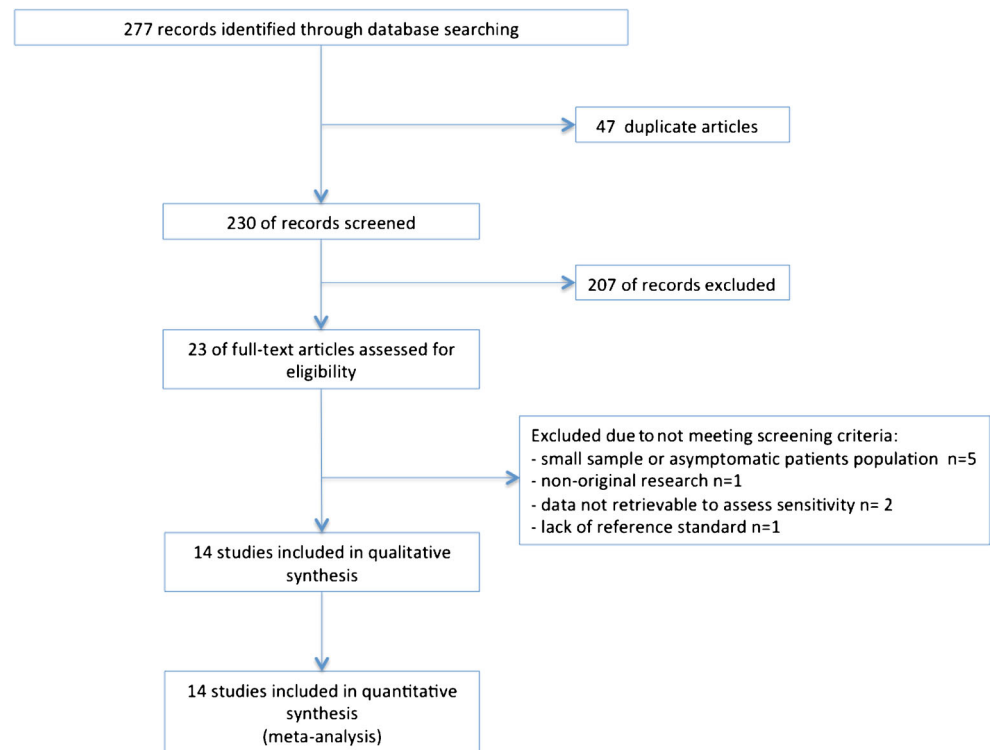 277 records identified through database searching
47 duplicate articles
230 of records screened
207 of records excluded
23 of full-text articles assessed for
eligibility
Excluded due to not meeting screening criteria:
- small sample or asymptomatic patients population n=5
- non-original research n=1
- data not retrievable to assess sensitivity n= 2
- lack of reference standard n=1
14 studies included in qualitative
synthesis
14 studies included in quantitative
synthesis
(meta-analysis)